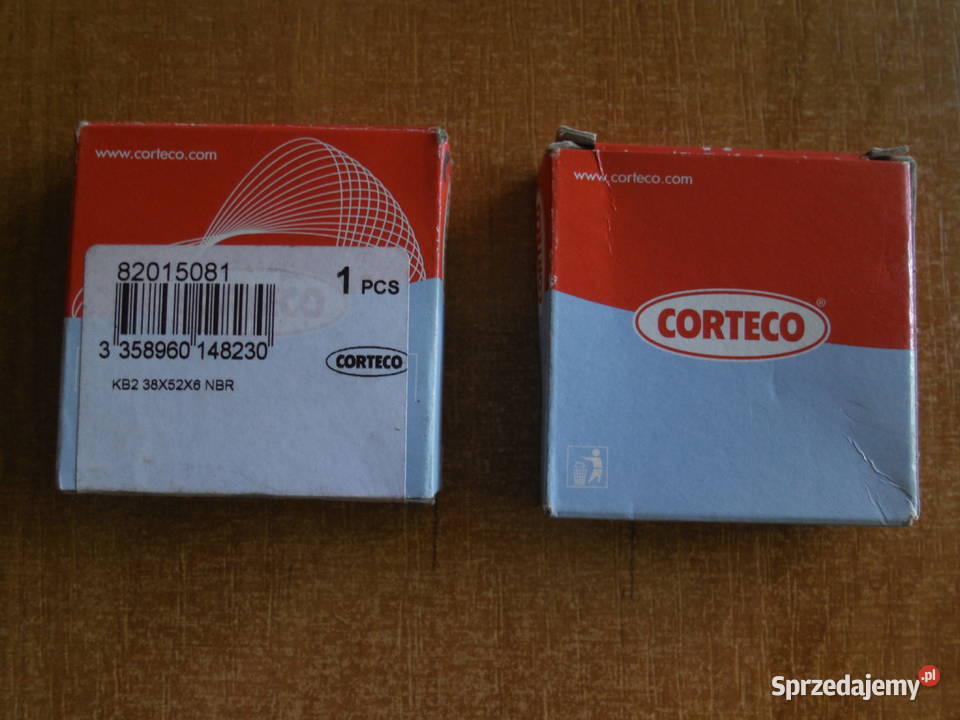 www.corteco.com
82015081
1 PCS
3 358960 148230
CORTECO
KB2 38X52X6 NBR
www.corteco.com
CORTECO®
Sprzedajemy.pl